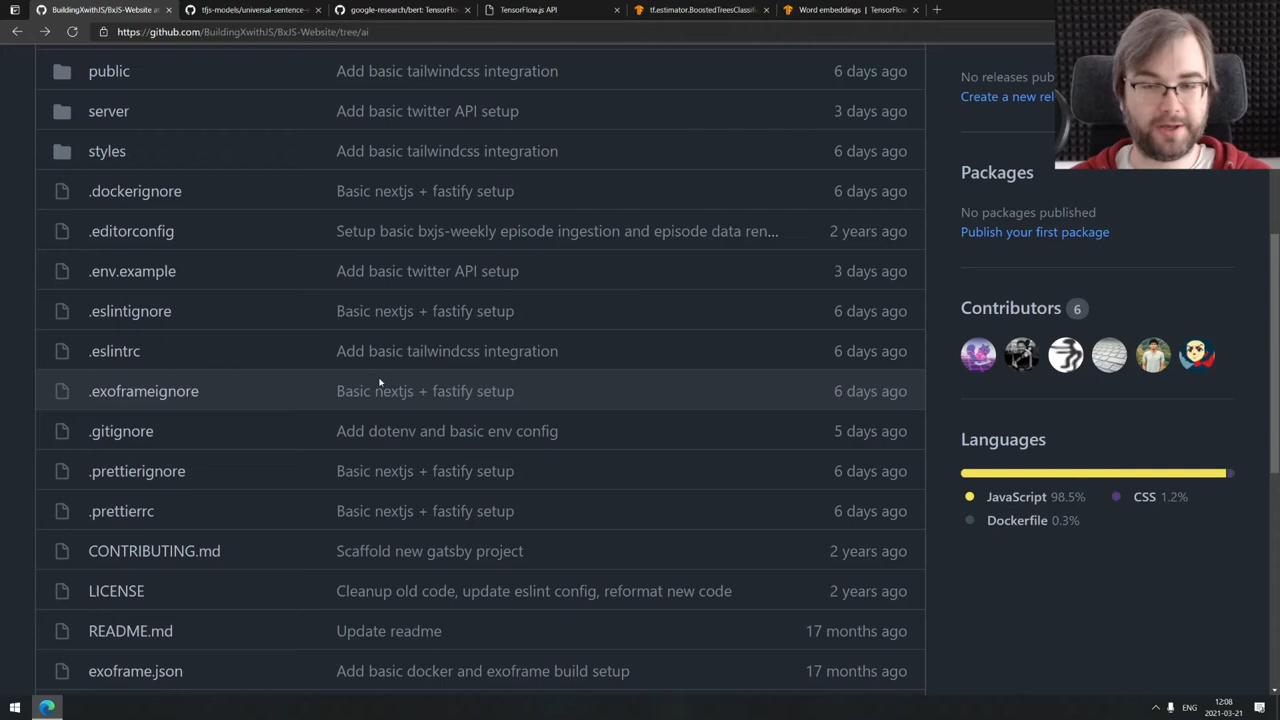 BuildingXwithJS/BxJS-Website at
tfjs-models/universal-sentence-
google-research/bert: TensorFlow
TensorFlow.js API
tf.estimator.BoostedTreesClassifi
Word embeddings | TensorFlow
https://github.com/BuildingXwithJS/BxJS-Website/tree/ai
public Add basic tailwindcss integration 6 days ago
server Add basic twitter API setup 3 days ago
styles Add basic tailwindcss integration 6 days ago
.dockerignore Basic nextjs + fastify setup 6 days ago
.editorconfig Setup basic bxjs-weekly episode ingestion and episode data ren... 2 years ago
.env.example Add basic twitter API setup 3 days ago
.eslintignore Basic nextjs + fastify setup 6 days ago
.eslintrc Add basic tailwindcss integration 6 days ago
.exoframeignore Basic nextjs + fastify setup 6 days ago
.gitignore Add dotenv and basic env config 5 days ago
.prettierignore Basic nextjs + fastify setup 6 days ago
.prettierrc Basic nextjs + fastify setup 6 days ago
CONTRIBUTING.md Scaffold new gatsby project 2 years ago
LICENSE Cleanup old code, update eslint config, reformat new code 2 years ago
README.md Update readme 17 months ago
exoframe.json Add basic docker and exoframe build setup 17 months ago
No releases pub
Create a new rel
Packages
No packages published
Publish your first package
Contributors 6
Languages
JavaScript 98.5% CSS 1.2%
Dockerfile 0.3%
ENG
12:08
2021-03-21